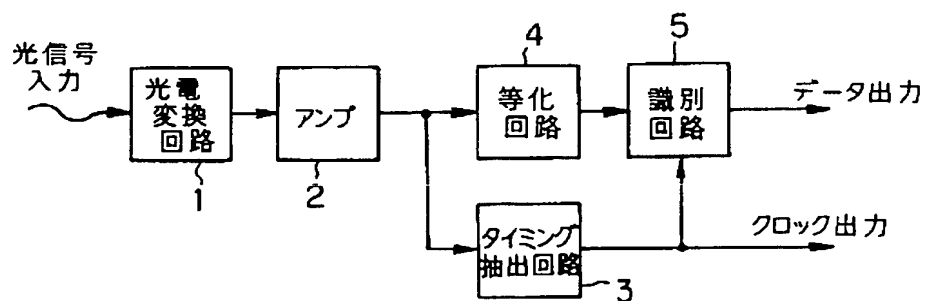 光信号
入力
光電
変換
回路
1
アンプ
2
4
等化
回路
5
識別
回路
データ出力
タイミング
抽出回路
3
クロック出力